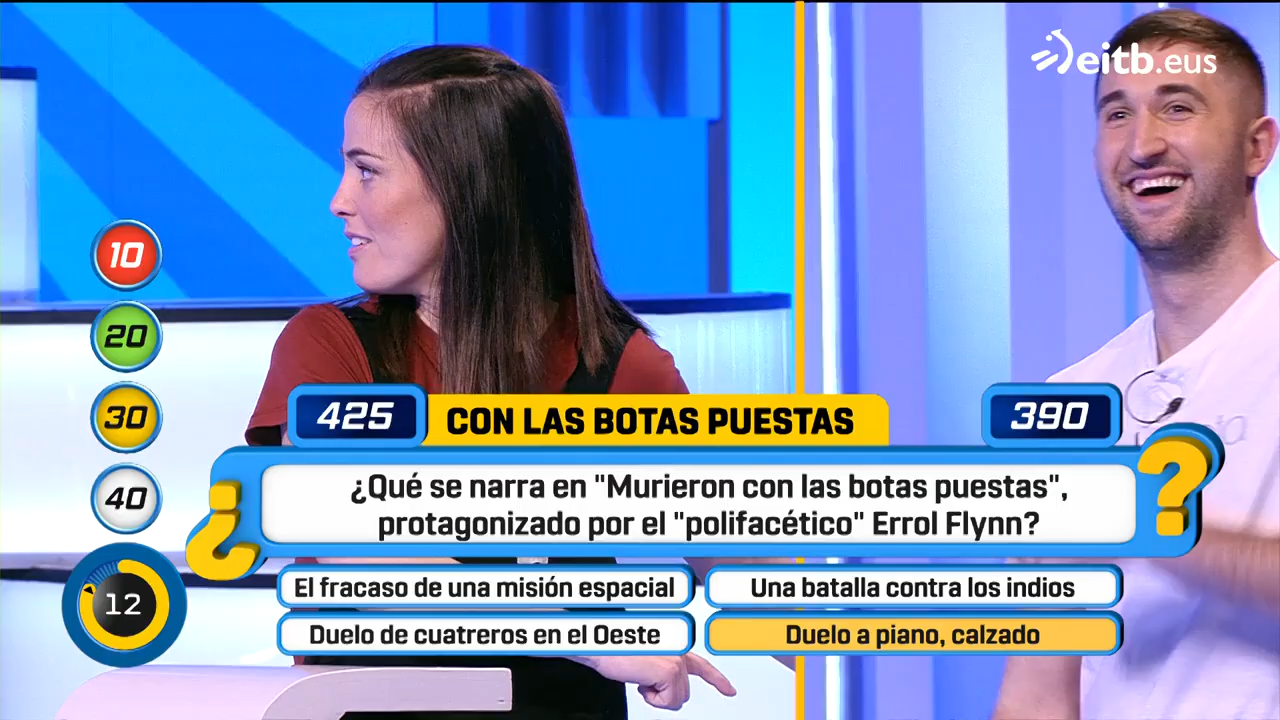 eitb.eus
10
20
30
40
12
425
CON LAS BOTAS PUESTAS
390
¿Qué se narra en "Murieron con las botas puestas",
protagonizado por el "polifacético" Errol Flynn?
¿
?
El fracaso de una misión espacial
Una batalla contra los indios
Duelo de cuatreros en el Oeste
Duelo a piano, calzado